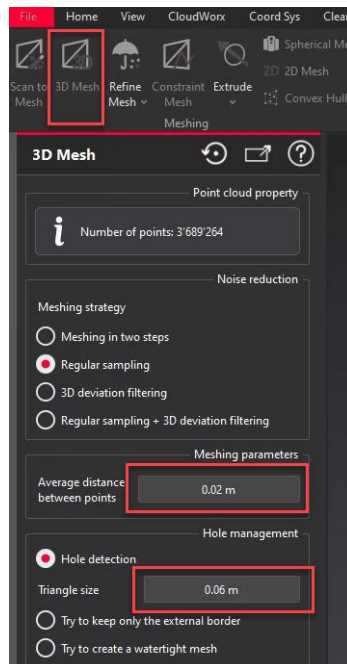 File Home View CloudWorx Coord Sys Clea
Scan to Mesh
3D Mesh
Refine Mesh
Constraint Mesh
Extrude
Spherical Me
2D 2D Mesh
Convex Hull
Meshing
3D Mesh
Point cloud property
Number of points: 3'689'264
Noise reduction
Meshing strategy
Meshing in two steps
Regular sampling
3D deviation filtering
Regular sampling + 3D deviation filtering
Meshing parameters
Average distance
between points
0.02 m
Hole management
Hole detection
Triangle size 0.06 m
Try to keep only the external border
Try to create a watertight mesh